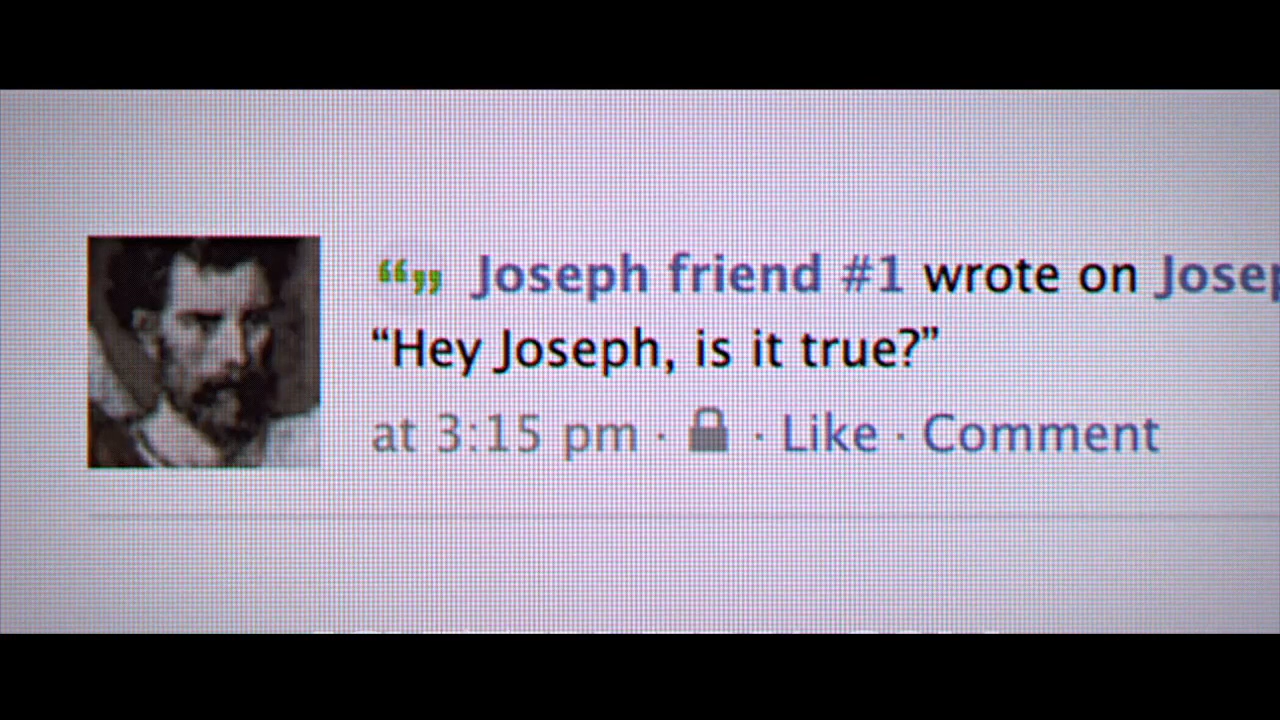 “” Joseph friend #1 wrote on Josep
“Hey Joseph, is it true?”
at 3:15 pm · · Like · Comment